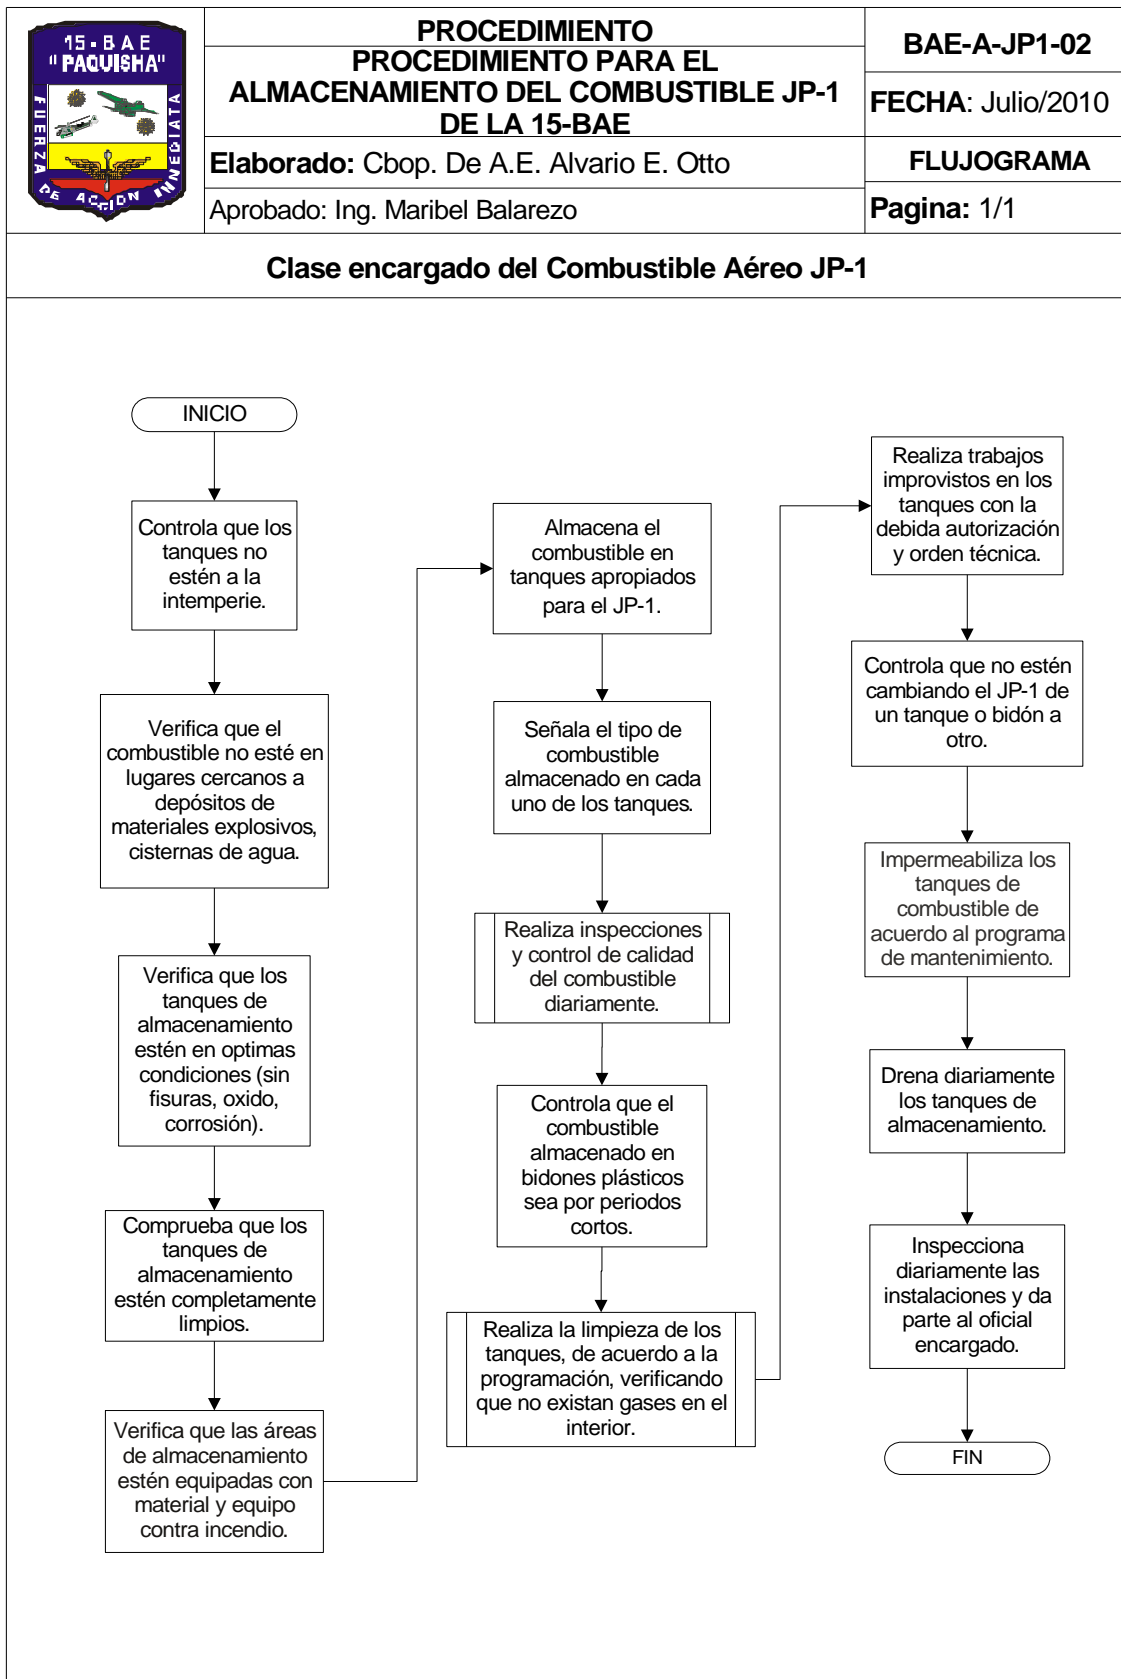 15 - B A E
" PAQUISHA"
FUERZA
DE ACCION
INNEDIATA
PROCEDIMIENTO
PROCEDIMIENTO PARA EL
ALMACENAMIENTO DEL COMBUSTIBLE JP-1
DE LA 15-BAE
Elaborado: Cbop. De A.E. Alvario E. Otto
Aprobado: Ing. Maribel Balarezo
BAE-A-JP1-02
FECHA: Julio/2010
FLUJOGRAMA
Pagina: 1/1
Clase encargado del Combustible Aéreo JP-1
INICIO
Controla que los
tanques no
estén a la
intemperie.
Verifica que el
combustible no esté en
lugares cercanos a
depósitos de
materiales explosivos,
cisternas de agua.
Verifica que los
tanques de
almacenamiento
estén en optimas
condiciones (sin
fisuras, oxido,
corrosión).
Comprueba que los
tanques de
almacenamiento
estén completamente
limpios.
Verifica que las áreas
de almacenamiento
estén equipadas con
material y equipo
contra incendio.
Almacena el
combustible en
tanques apropiados
para el JP-1.
Señala el tipo de
combustible
almacenado en cada
uno de los tanques.
Realiza inspecciones
y control de calidad
del combustible
diariamente.
Controla que el
combustible
almacenado en
bidones plásticos
sea por periodos
cortos.
Realiza la limpieza de los
tanques, de acuerdo a la
programación, verificando
que no existan gases en el
interior.
Realiza trabajos
improvistos en los
tanques con la
debida autorización
y orden técnica.
Controla que no estén
cambiando el JP-1 de
un tanque o bidón a
otro.
Impermeabiliza los
tanques de
combustible de
acuerdo al programa
de mantenimiento.
Drena diariamente
los tanques de
almacenamiento.
Inspecciona
diariamente las
instalaciones y da
parte al oficial
encargado.
FIN